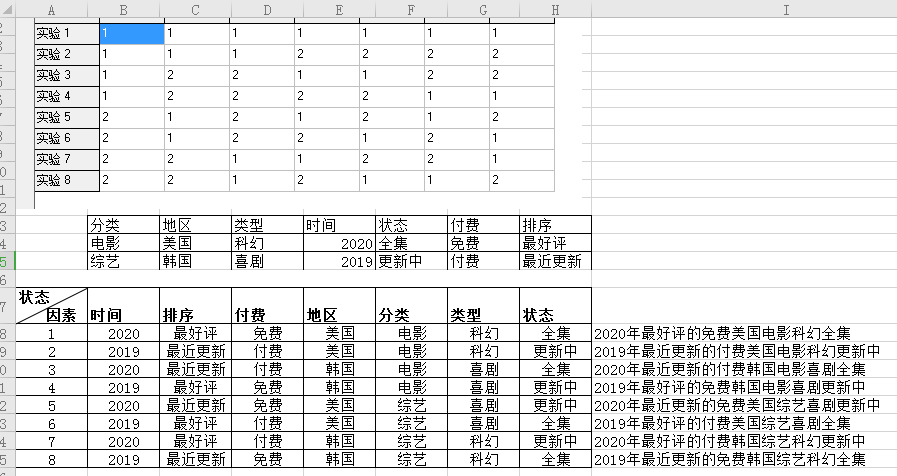 A B C D E F G H I
实验1 1 1 1 1 1 1 1
实验2 1 1 1 2 2 2 2
实验3 1 2 2 1 1 2 2
实验4 1 2 2 2 2 1 1
实验5 2 1 2 1 2 1 2
实验6 2 1 2 2 1 2 1
实验7 2 2 1 1 2 2 1
实验8 2 2 1 2 1 1 2
分类 地区 类型 时间 状态 付费 排序
电影 美国 科幻 2020 全集 免费 最好评
综艺 韩国 喜剧 2019 更新中 付费 最近更新
状态
因素 时间 排序 付费 地区 分类 类型 状态
1 2020 最好评 免费 美国 电影 科幻 全集 2020年最好评的免费美国电影科幻全集
2 2019 最近更新 付费 美国 电影 科幻 更新中 2019年最近更新的付费美国电影科幻更新中
3 2020 最近更新 付费 韩国 电影 喜剧 全集 2020年最近更新的付费韩国电影喜剧全集
4 2019 最好评 免费 韩国 电影 喜剧 更新中 2019年最好评的免费韩国电影喜剧更新中
5 2020 最近更新 免费 美国 综艺 喜剧 更新中 2020年最近更新的免费美国综艺喜剧更新中
6 2019 最好评 付费 美国 综艺 喜剧 全集 2019年最好评的付费美国综艺喜剧全集
7 2020 最好评 付费 韩国 综艺 科幻 更新中 2020年最好评的付费韩国综艺科幻更新中
8 2019 最近更新 免费 韩国 综艺 科幻 全集 2019年最近更新的免费韩国综艺科幻全集